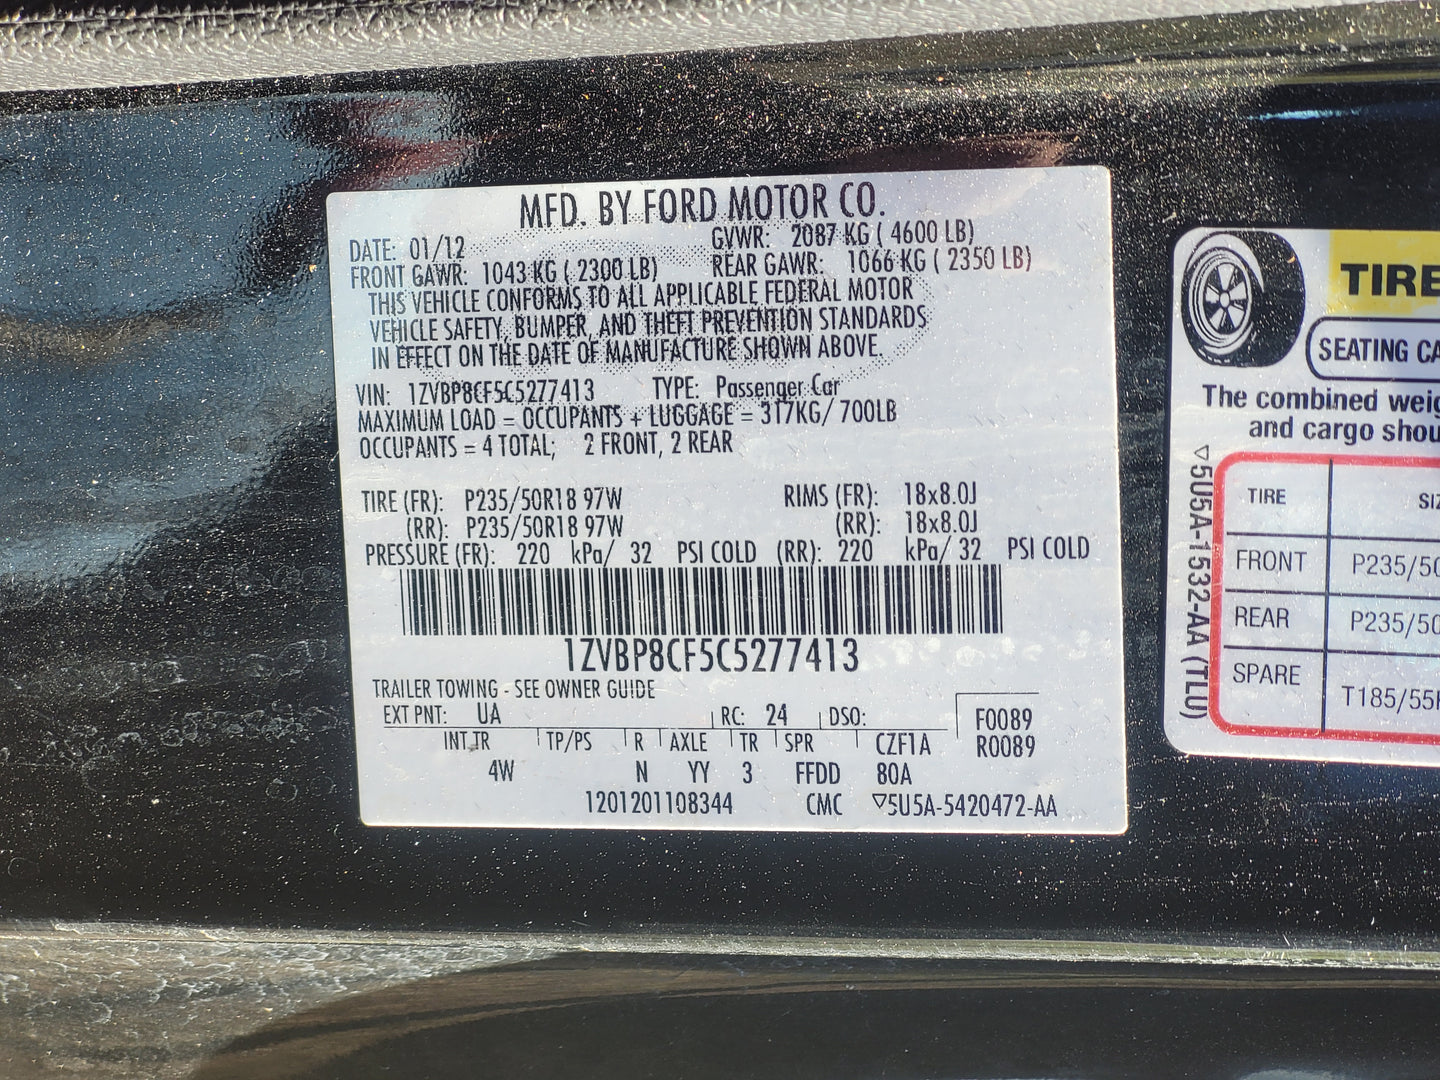 MFD. BY FORD MOTOR CO.
DATE: 01/12 GVWR: 2087 KG ( 4600 LB)
FRONT GAWR: 1043 KG ( 2300 LB) REAR GAWR: 1066 KG ( 2350 LB)
THIS VEHICLE CONFORMS TO ALL APPLICABLE FEDERAL MOTOR
VEHICLE SAFETY, BUMPER, AND THEFT PREVENTION STANDARDS
IN EFFECT ON THE DATE OF MANUFACTURE SHOWN ABOVE.
VIN: 1ZVBP8CF5C5277413 TYPE: Passenger Car
MAXIMUM LOAD = OCCUPANTS + LUGGAGE = 317KG/ 700LB
OCCUPANTS = 4 TOTAL; 2 FRONT, 2 REAR
TIRE (FR): P235/50R18 97W RIMS (FR): 18x8.0J
(RR): P235/50R18 97W (RR): 18x8.0J
PRESSURE (FR): 220 kPa/ 32 PSI COLD (RR): 220 kPa/ 32 PSI COLD
1ZVBP8CF5C5277413
TRAILER TOWING - SEE OWNER GUIDE
EXT PNT: UA RC: 24 DSO: F0089
INT TR TP/PS R AXLE TR SPR CZF1A R0089
4W N YY 3 FFDD 80A
1201201108344 CMC ▽5U5A-5420472-AA
TIRE
SEATING CA
The combined weig
and cargo shou
▽5U5A-1532-AA (TLU)
TIRE SIZ
FRONT P235/50
REAR P235/50
SPARE T185/55